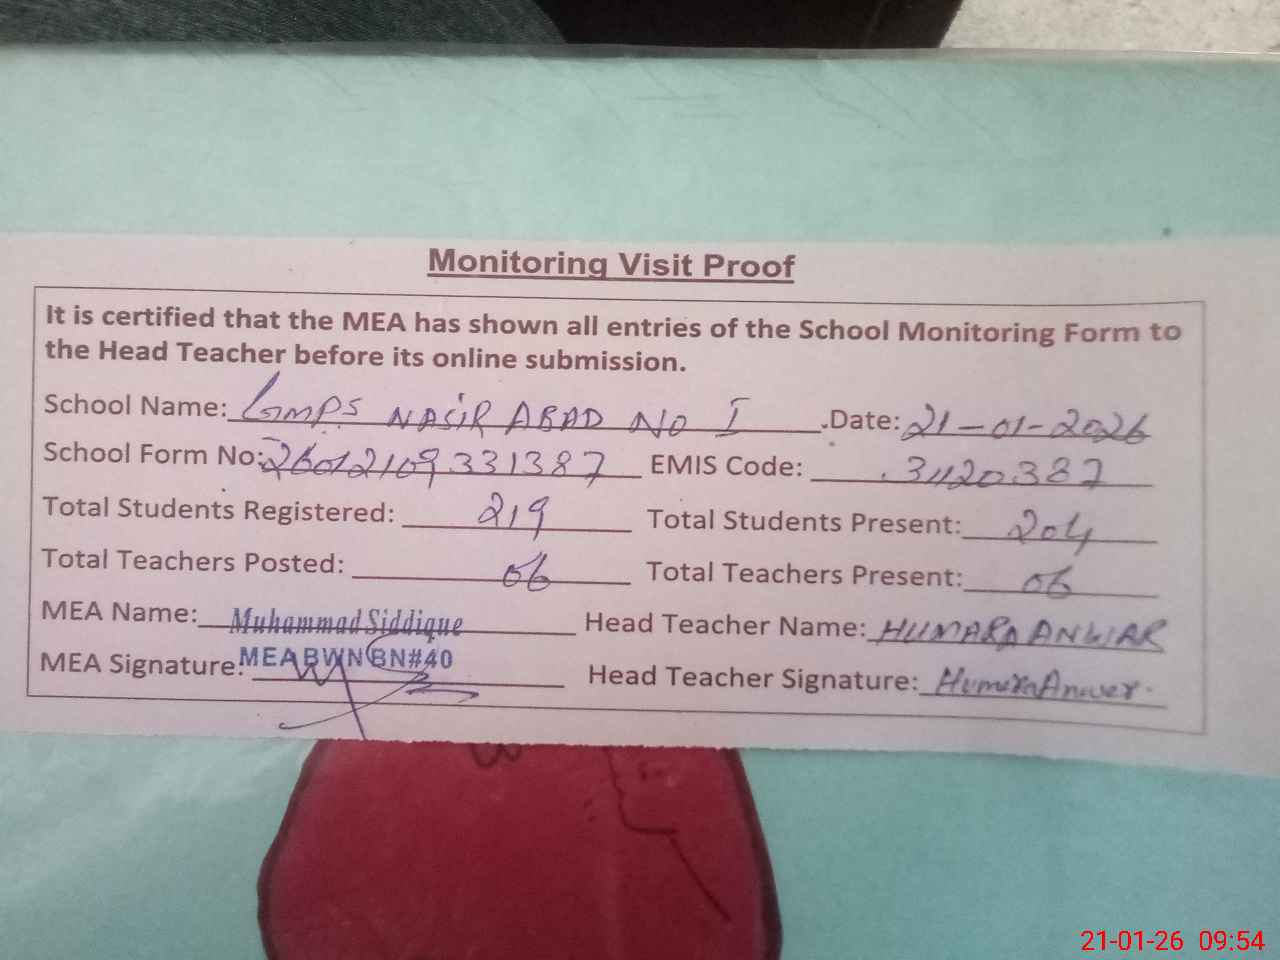 Monitoring Visit Proof
It is certified that the MEA has shown all entries of the School Monitoring Form to
the Head Teacher before its online submission.
School Name: GMPS NASIR ABAD NO I .Date: 21-01-2026
School Form No: 26012109331387 EMIS Code: 31120387
Total Students Registered: 219 Total Students Present: 204
Total Teachers Posted: 06 Total Teachers Present: 06
MEA Name: Muhammad Siddique Head Teacher Name: HUMARA ANWAR
MEA Signature: MEA BWN BN#40 Head Teacher Signature: Humira Anwer.
21-01-26 09:54